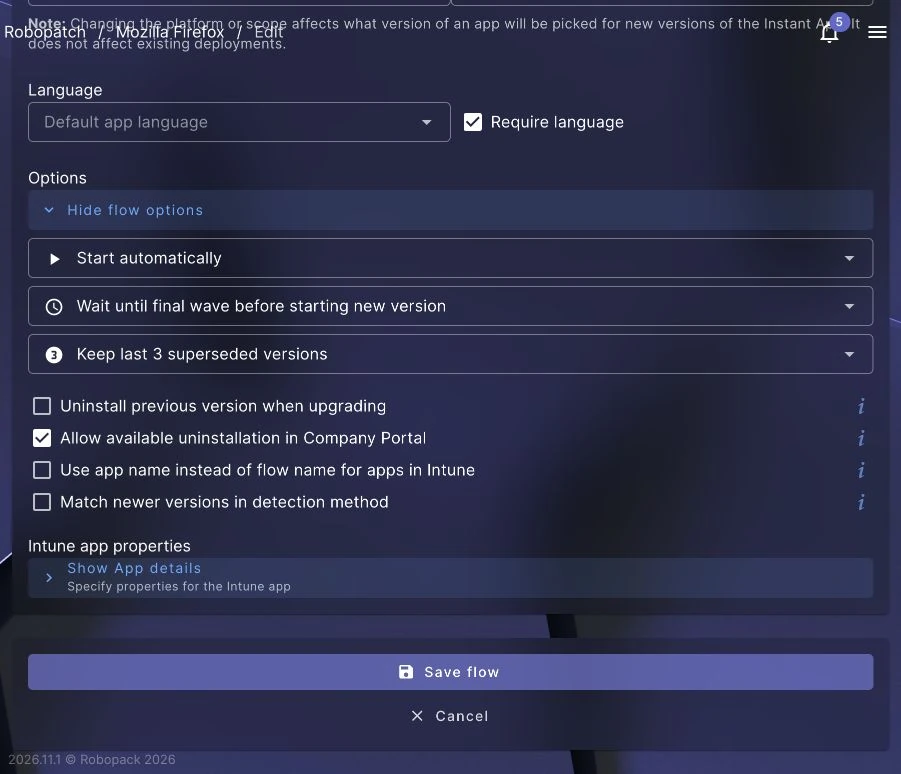 Note: Changing the platform or scope affects what version of an app will be picked for new versions of the Instant App. It
Robopatch / Mozilla Firefox / Edit
5
does not affect existing deployments.
Language
Default app language
Require language
Options
Hide flow options
Start automatically
Wait until final wave before starting new version
3 Keep last 3 superseded versions
Uninstall previous version when upgrading i
Allow available uninstallation in Company Portal i
Use app name instead of flow name for apps in Intune i
Match newer versions in detection method i
Intune app properties
Show App details
Specify properties for the Intune app
Save flow
Cancel
2026.11.1 © Robopack 2026